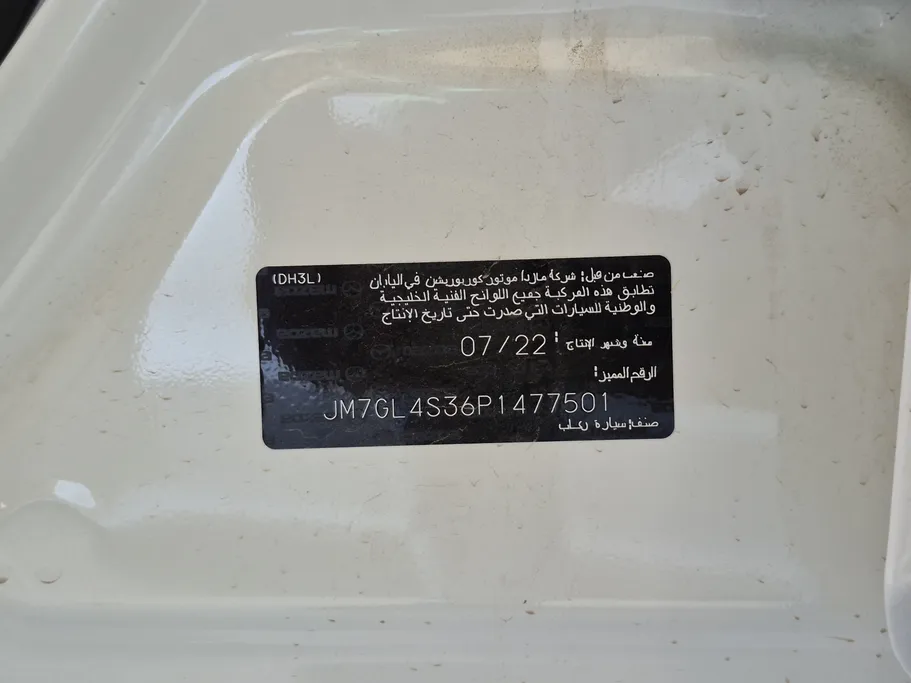 (DH3L)
صنعت من قبل: شركة مازدا موتور كوربوريشن في اليابان
تطابق هذه المركبة جميع اللوائح الفنية الخليجية
والوطنية للسيارات التي صدرت حتى تاريخ الإنتاج
سنة وشهر الإنتاج : 07/22
الرقم المميز:
JM7GL4S36P1477501
صنف: سيارة ركاب